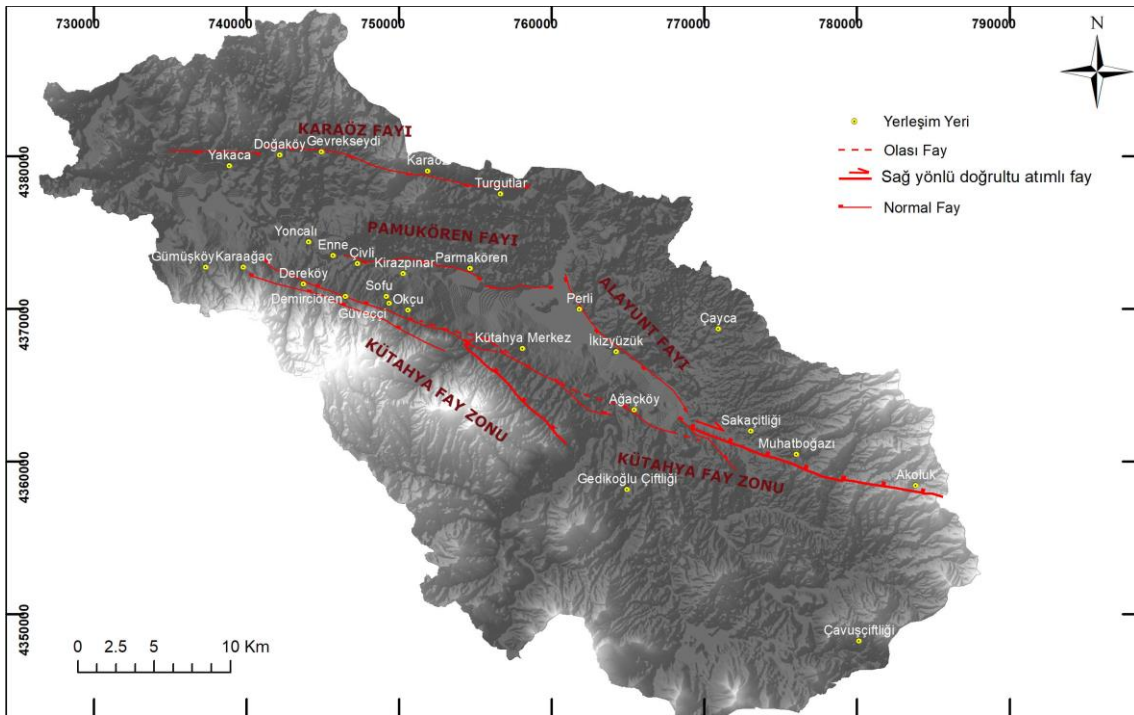 730000
740000
750000
760000
770000
780000
790000
N
4380000
4370000
4360000
4350000
Yerleşim Yeri
Olası Fay
Sağ yönlü doğrultu atımlı fay
Normal Fay
KARAÖZ FAYI
Yakaca
Doğaköy
Gevrekseydi
Karaöz
Turgutlar
PAMUKÖREN FAYI
Yoncalı
Enne
Çivli
Kirazpınar
Parmakören
Gümüşköy
Karaağaç
Dereköy
Demirciören
Sofu
Okçu
Güveççi
Kütahya Merkez
KÜTAHYA FAY ZONU
ALAYUNT FAYI
Perli
İkizyüzük
Çayca
Ağaçköy
Sakaçitliği
Muhatboğazı
Akoluk
KÜTAHYA FAY ZONU
Gedikoğlu Çiftliği
Çavuşçiftliği
0 2.5 5 10 Km